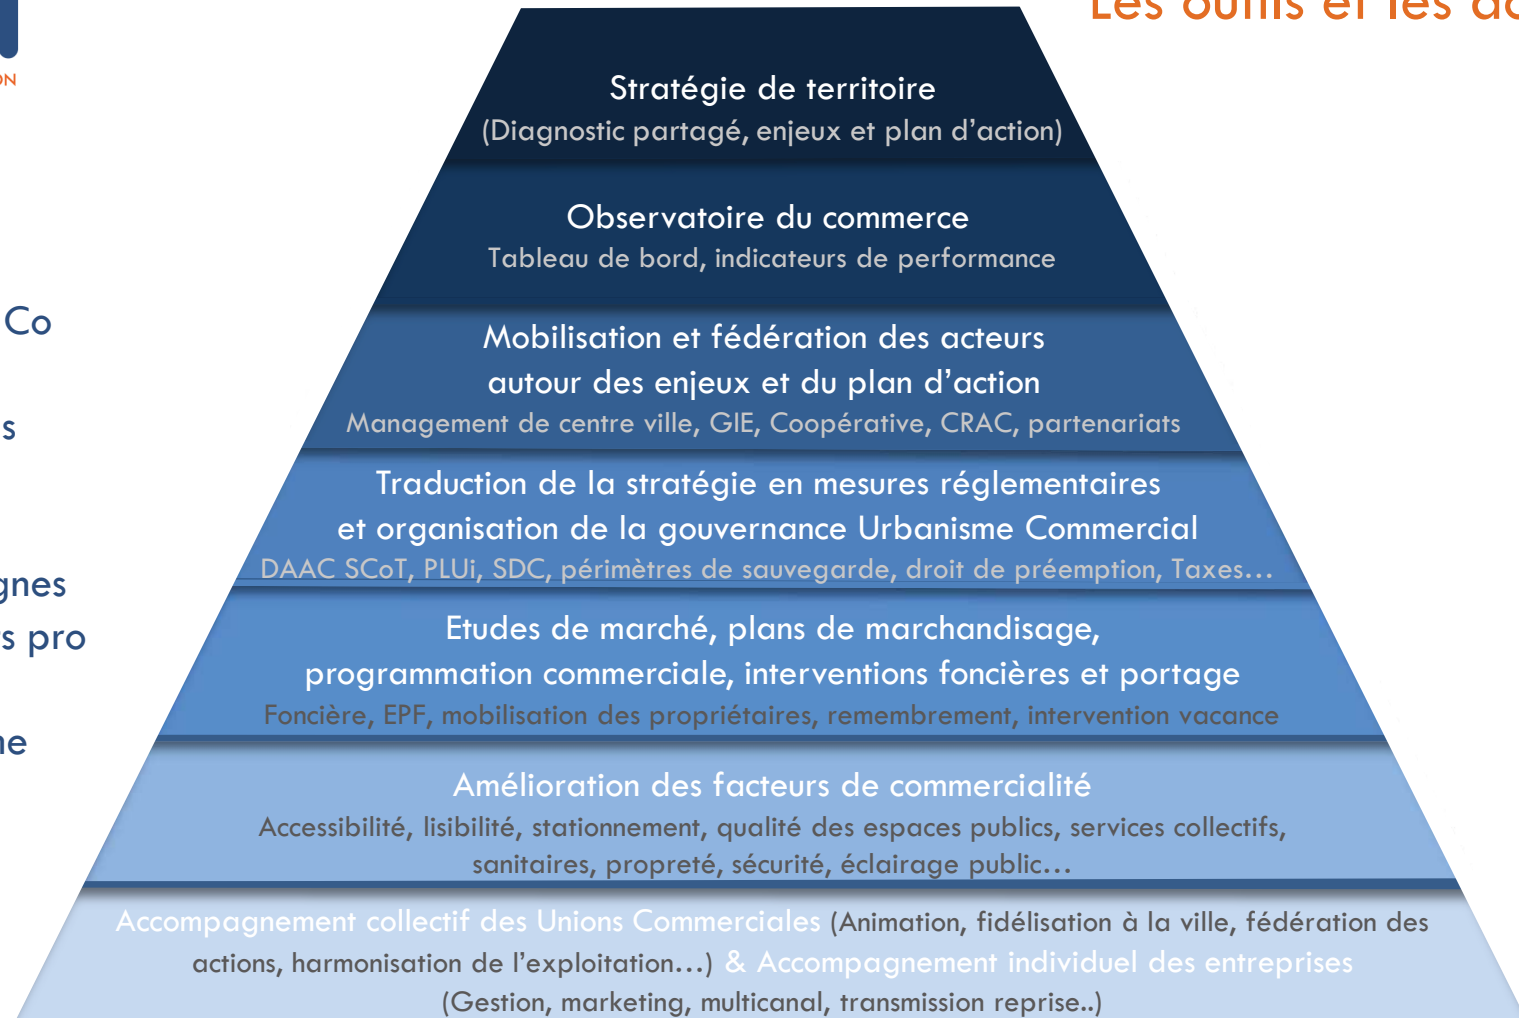 Les outils et les ac
ON
Stratégie de territoire
(Diagnostic partagé, enjeux et plan d’action)
Observatoire du commerce
Tableau de bord, indicateurs de performance
Co
s
gnes
s pro
ne
Mobilisation et fédération des acteurs
autour des enjeux et du plan d’action
Management de centre ville, GIE, Coopérative, CRAC, partenariats
Traduction de la stratégie en mesures réglementaires
et organisation de la gouvernance Urbanisme Commercial
DAAC SCoT, PLUi, SDC, périmètres de sauvegarde, droit de préemption, Taxes…
Etudes de marché, plans de marchandisage,
programmation commerciale, interventions foncières et portage
Foncière, EPF, mobilisation des propriétaires, remembrement, intervention vacance
Amélioration des facteurs de commercialité
Accessibilité, lisibilité, stationnement, qualité des espaces publics, services collectifs,
sanitaires, propreté, sécurité, éclairage public…
Accompagnement collectif des Unions Commerciales (Animation, fidélisation à la ville, fédération des
actions, harmonisation de l’exploitation…) & Accompagnement individuel des entreprises
(Gestion, marketing, multicanal, transmission reprise..)